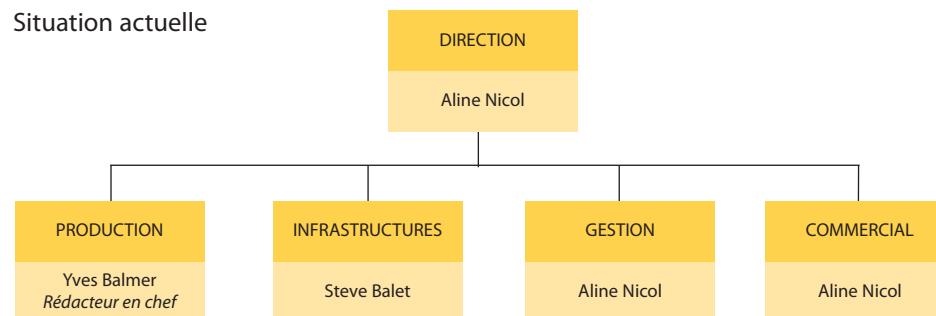 Situation actuelle
DIRECTION
Aline Nicol
PRODUCTION
Yves Balmer
Rédacteur en chef
INFRASTRUCTURES
Steve Balet
GESTION
Aline Nicol
COMMERCIAL
Aline Nicol